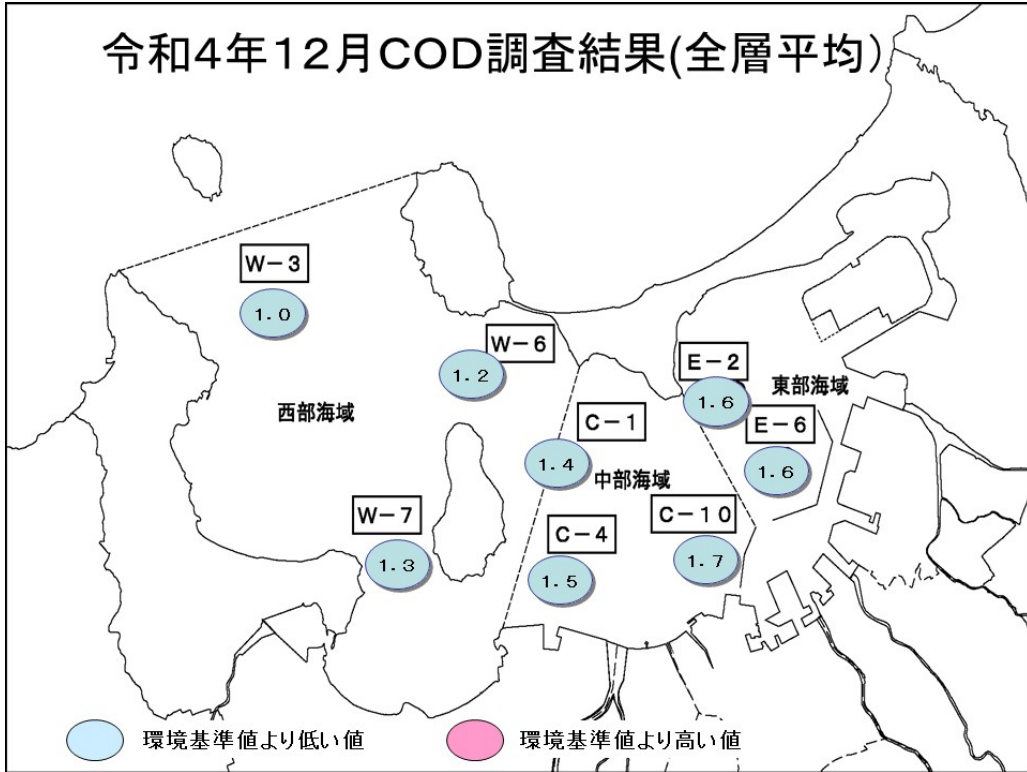 令和4年12月COD調査結果(全層平均)
W-3
1.0
W-6
1.2
E-2
1.6
東部海域
西部海域
C-1
1.4
E-6
1.6
中部海域
W-7
1.3
C-4
1.5
C-10
1.7
環境基準値より低い値
環境基準値より高い値